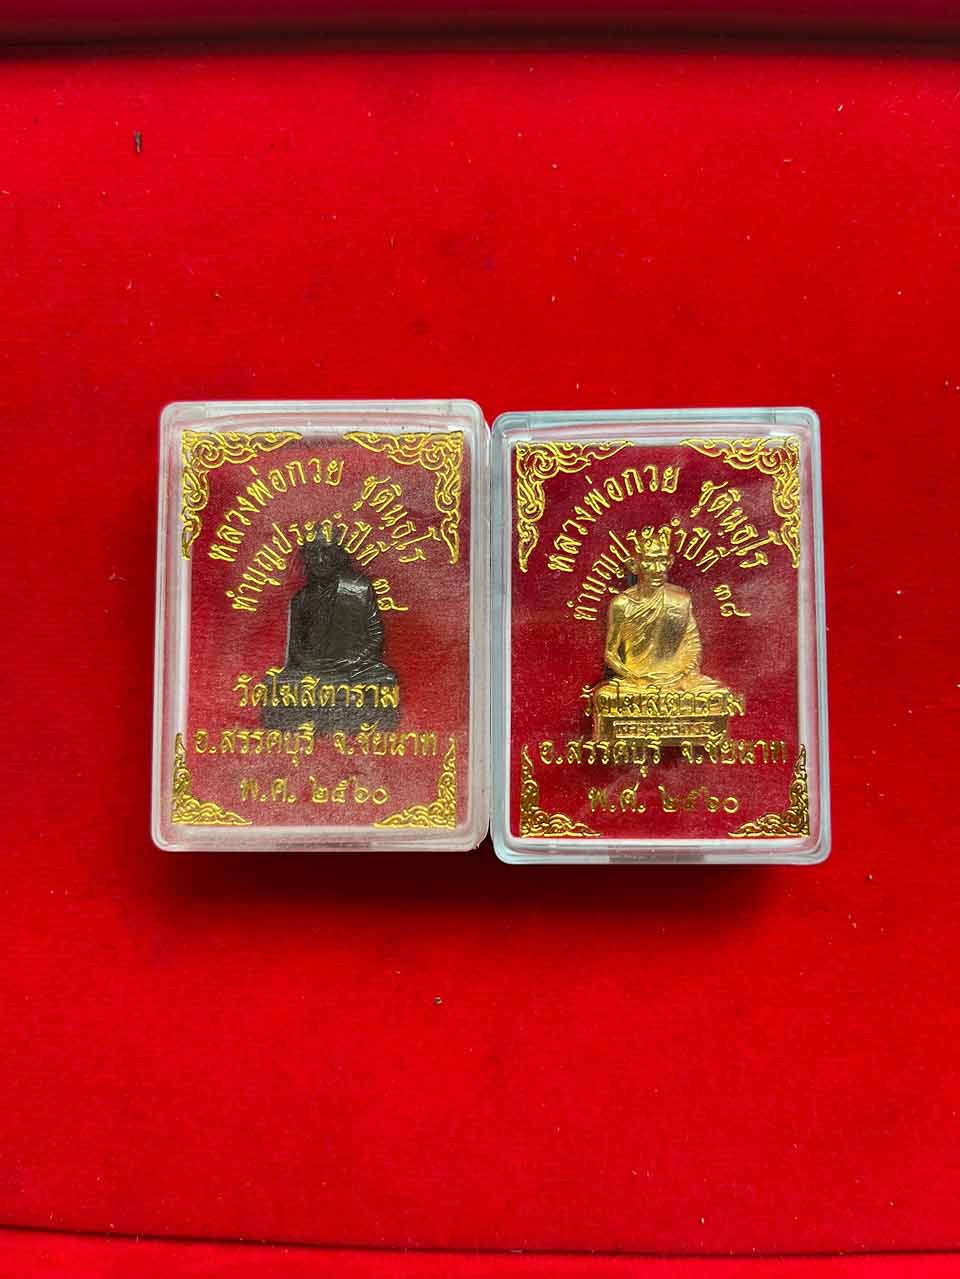 หลวงพ่อกวย ชุตินฺธโร
ทำบุญประจำปีที่ ๓๘
วัดโฆสิตาราม
อ.สรรคบุรี จ.ชัยนาท
พ.ศ. ๒๕๖๐
หลวงพ่อกวย ชุตินฺธโร
ทำบุญประจำปีที่ ๓๘
วัดโฆสิตาราม
อ.สรรคบุรี จ.ชัยนาท
พ.ศ. ๒๕๖๐